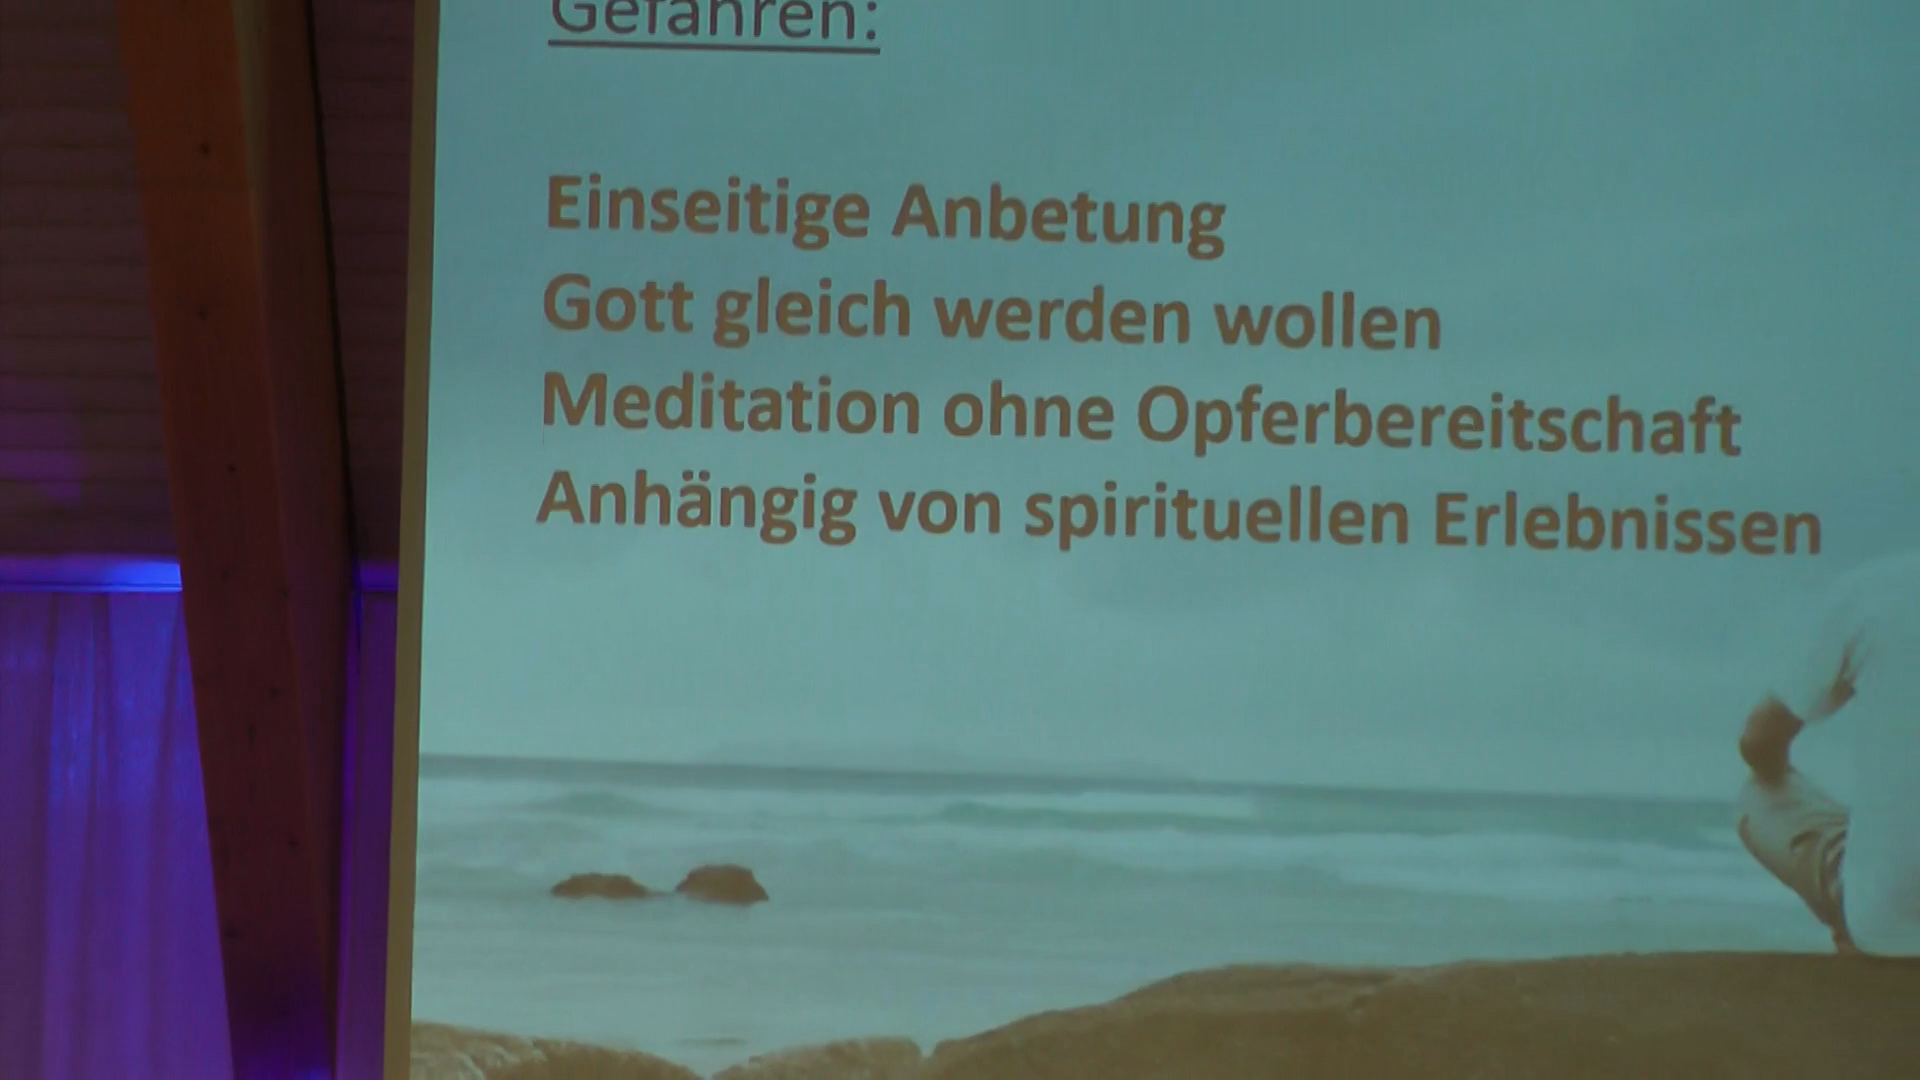 Gefahren:
Einseitige Anbetung
Gott gleich werden wollen
Meditation ohne Opferbereitschaft
Anhängig von spirituellen Erlebnissen